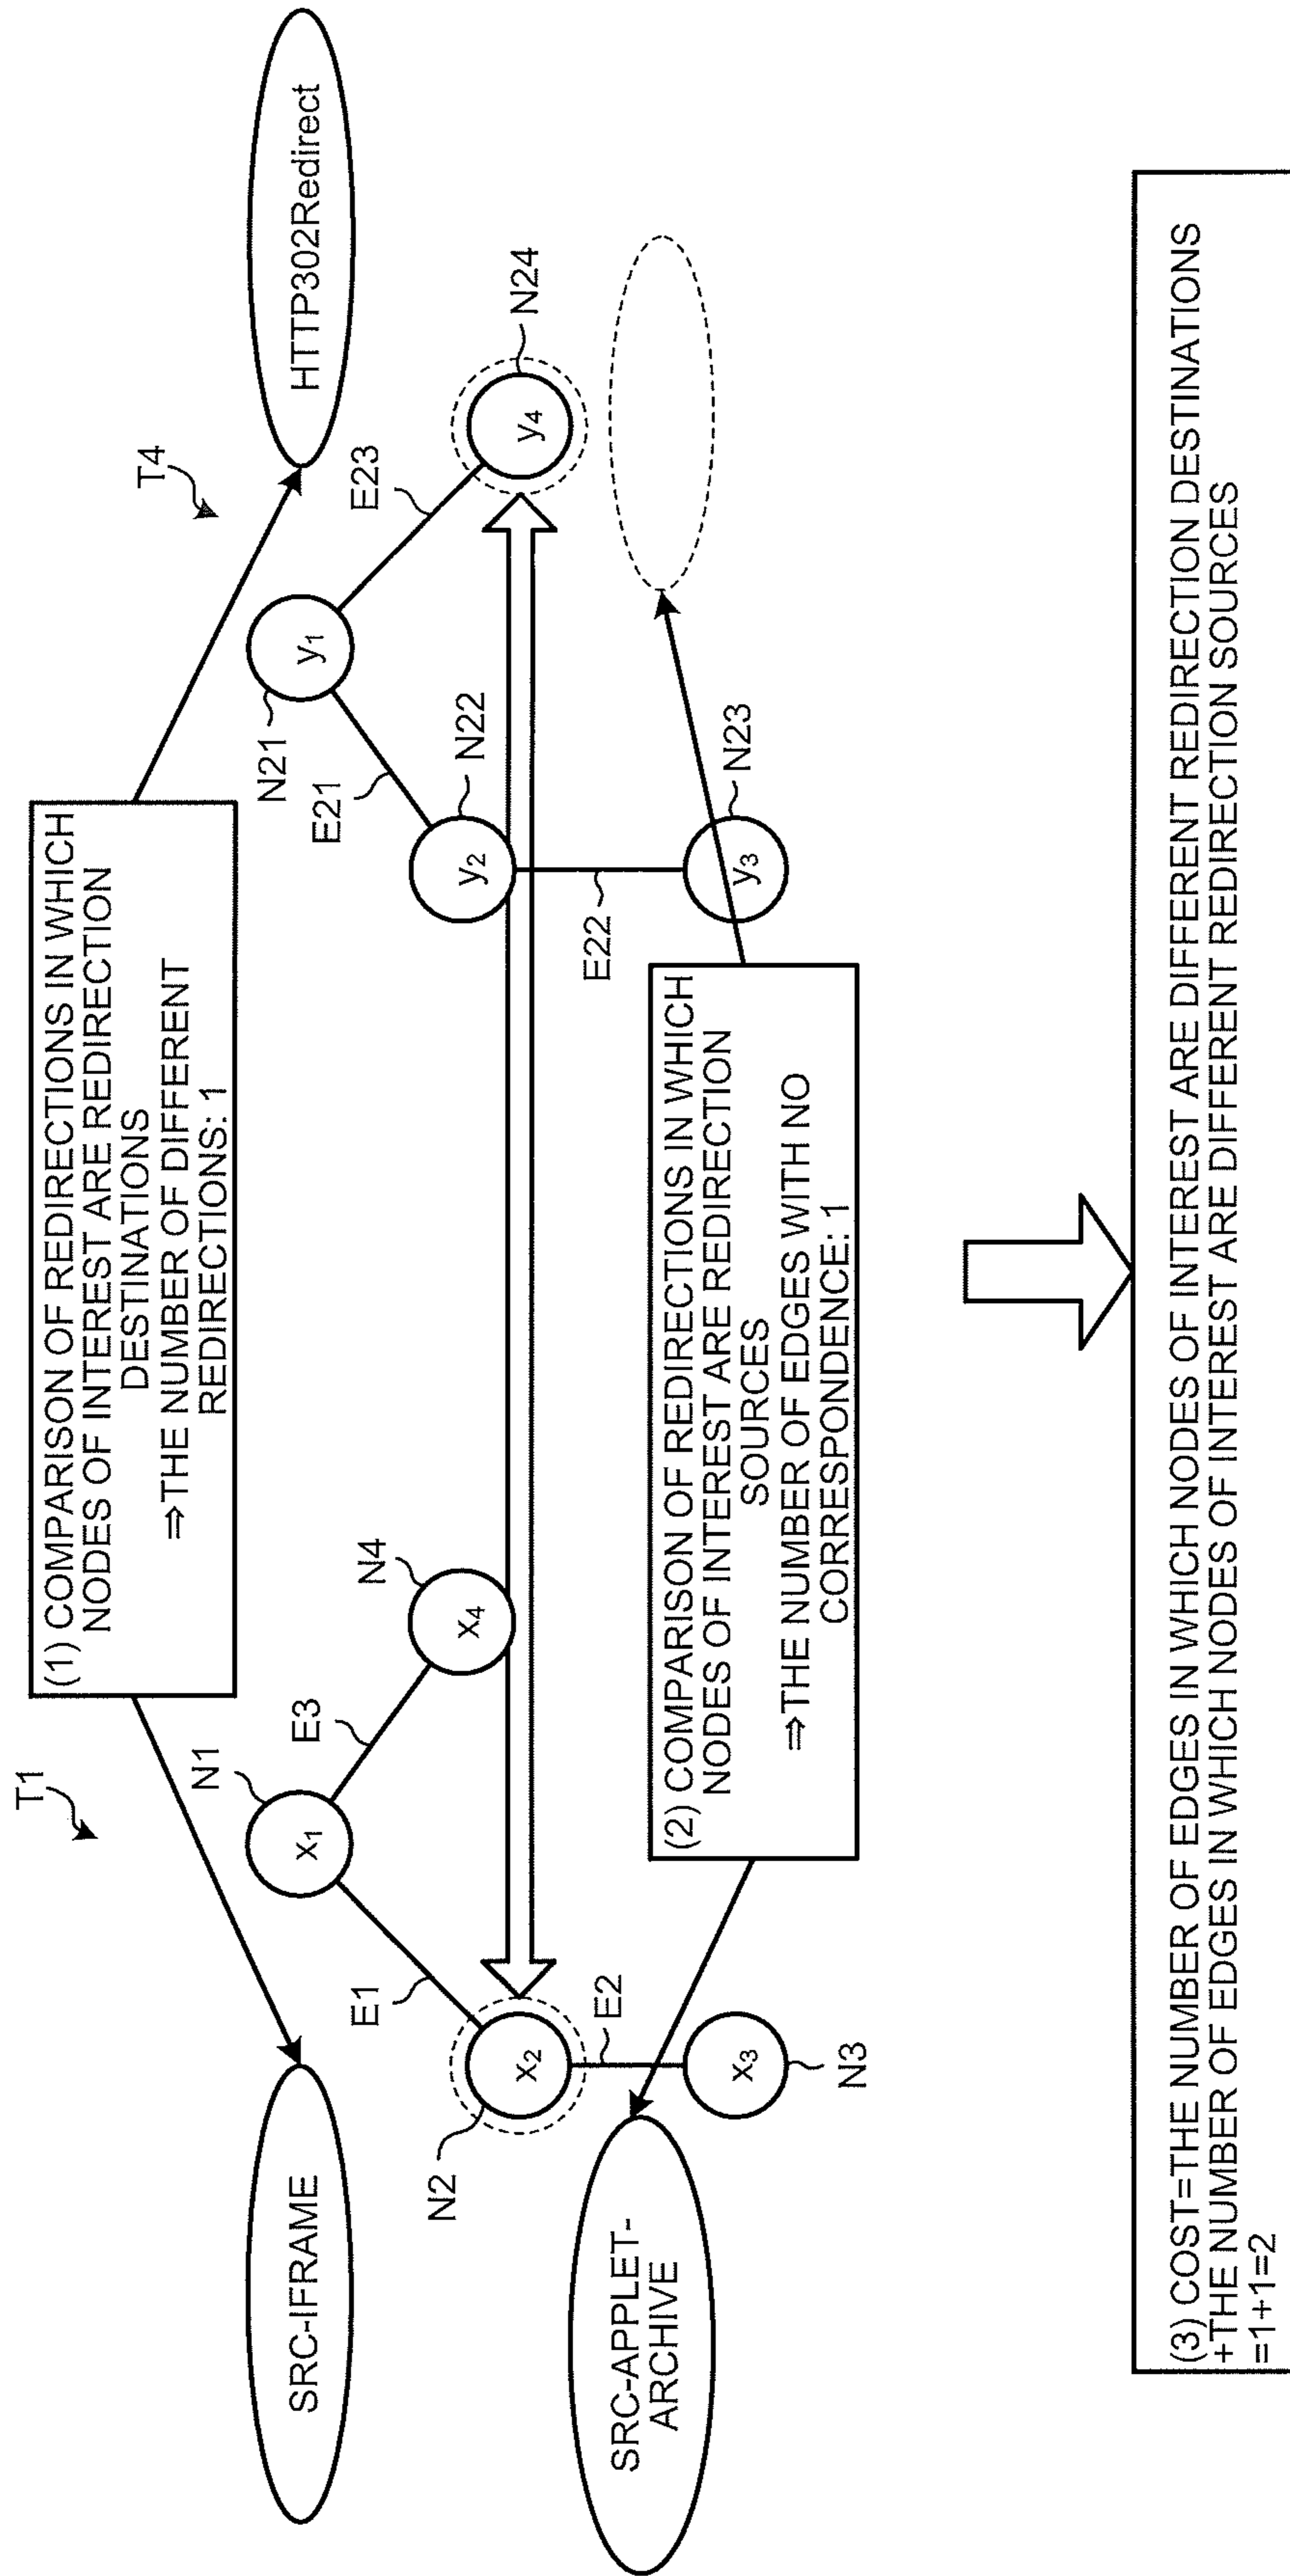 T1
T4
(1) COMPARISON OF REDIRECTIONS IN WHICH
NODES OF INTEREST ARE REDIRECTION
DESTINATIONS
⇒THE NUMBER OF DIFFERENT
REDIRECTIONS: 1
SRC-IFRAME
HTTP302Redirect
N1
x1
E3
N4
x4
E1
N2
x2
E2
x3
N3
SRC-APPLET-
ARCHIVE
N21
y1
E21
E23
N22
y2
y4
N24
E22
N23
y3
(2) COMPARISON OF REDIRECTIONS IN WHICH
NODES OF INTEREST ARE REDIRECTION
SOURCES
⇒THE NUMBER OF EDGES WITH NO
CORRESPONDENCE: 1
(3) COST=THE NUMBER OF EDGES IN WHICH NODES OF INTEREST ARE DIFFERENT REDIRECTION DESTINATIONS
+THE NUMBER OF EDGES IN WHICH NODES OF INTEREST ARE DIFFERENT REDIRECTION SOURCES
=1+1=2